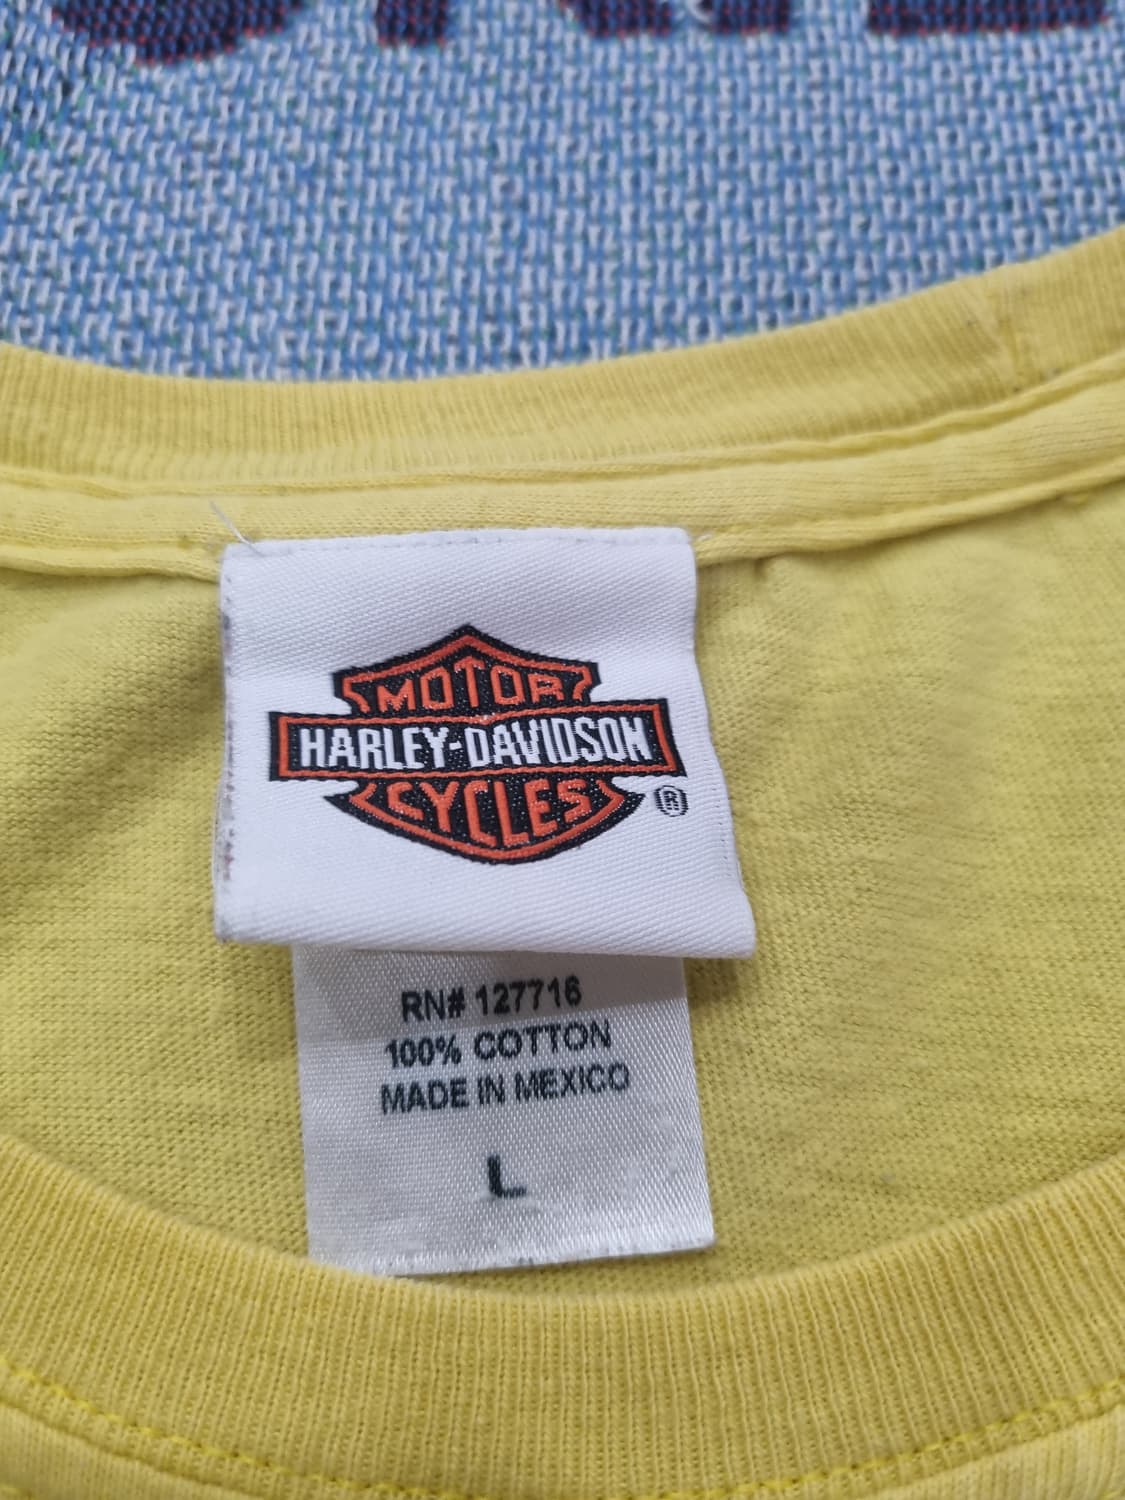 MOTOR
HARLEY-DAVIDSON
CYCLES
®
RN# 127716
100% COTTON
MADE IN MEXICO
L